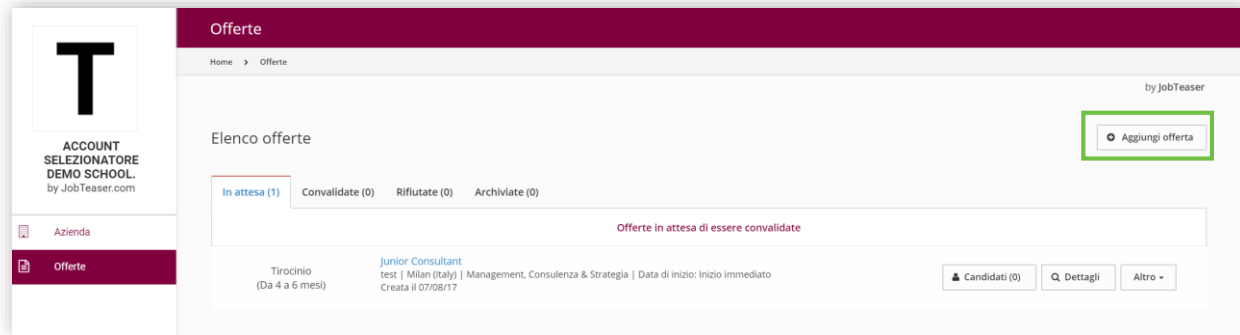 T
ACCOUNT
SELEZIONATORE
DEMO SCHOOL.
by JobTeaser.com
Azienda
Offerte
Offerte
Home > Offerte
by JobTeaser
Elenco offerte
Aggiungi offerta
In attesa (1) Convalidate (0) Rifiutate (0) Archiviate (0)
Offerte in attesa di essere convalidate
Tirocinio
(Da 4 a 6 mesi)
Junior Consultant
test | Milan (Italy) | Management, Consulenza & Strategia | Data di inizio: Inizio immediato
Creata il 07/08/17
Candidati (0) Dettagli Altro